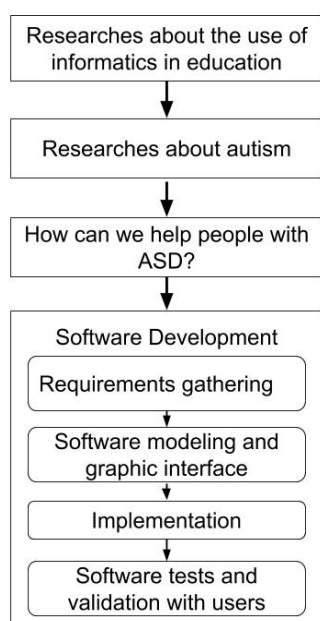 Researches about the use of
informatics in education
Researches about autism
How can we help people with
ASD?
Software Development
Requirements gathering
Software modeling and
graphic interface
Implementation
Software tests and
validation with users